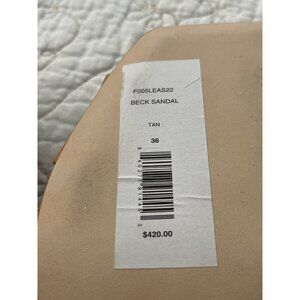 F005LEAS22
BECK SANDAL
TAN
36
$420.00